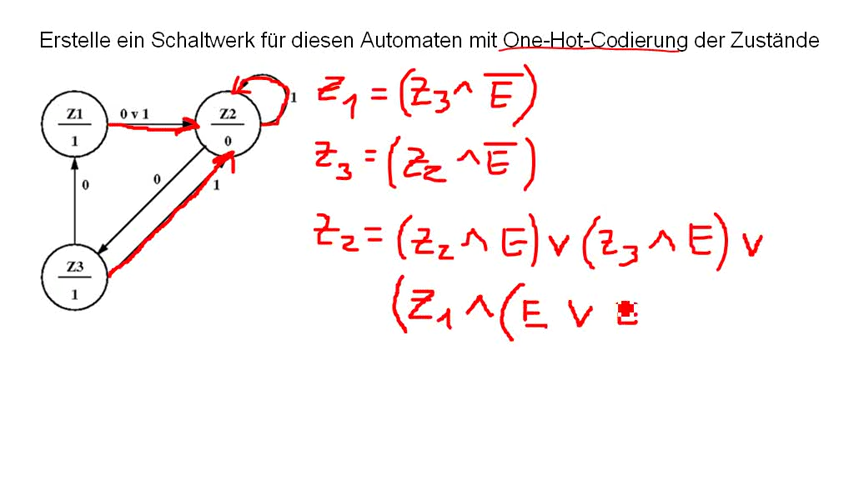 Erstelle ein Schaltwerk für diesen Automaten mit One-Hot-Codierung der Zustände
Z1
1
0 v 1
Z2
0
1
0
0
1
Z3
1
Z₁ = (Z₃ ∧ E̅)
Z₃ = (Z₂ ∧ E̅)
Z₂ = (Z₂ ∧ E) ∨ (Z₃ ∧ E) ∨
(Z₁ ∧ (E ∨